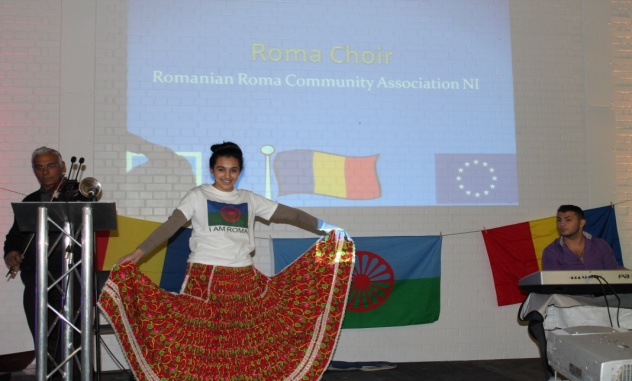 Roma Choir
Romanian Roma Community Association NI
I AM ROMA